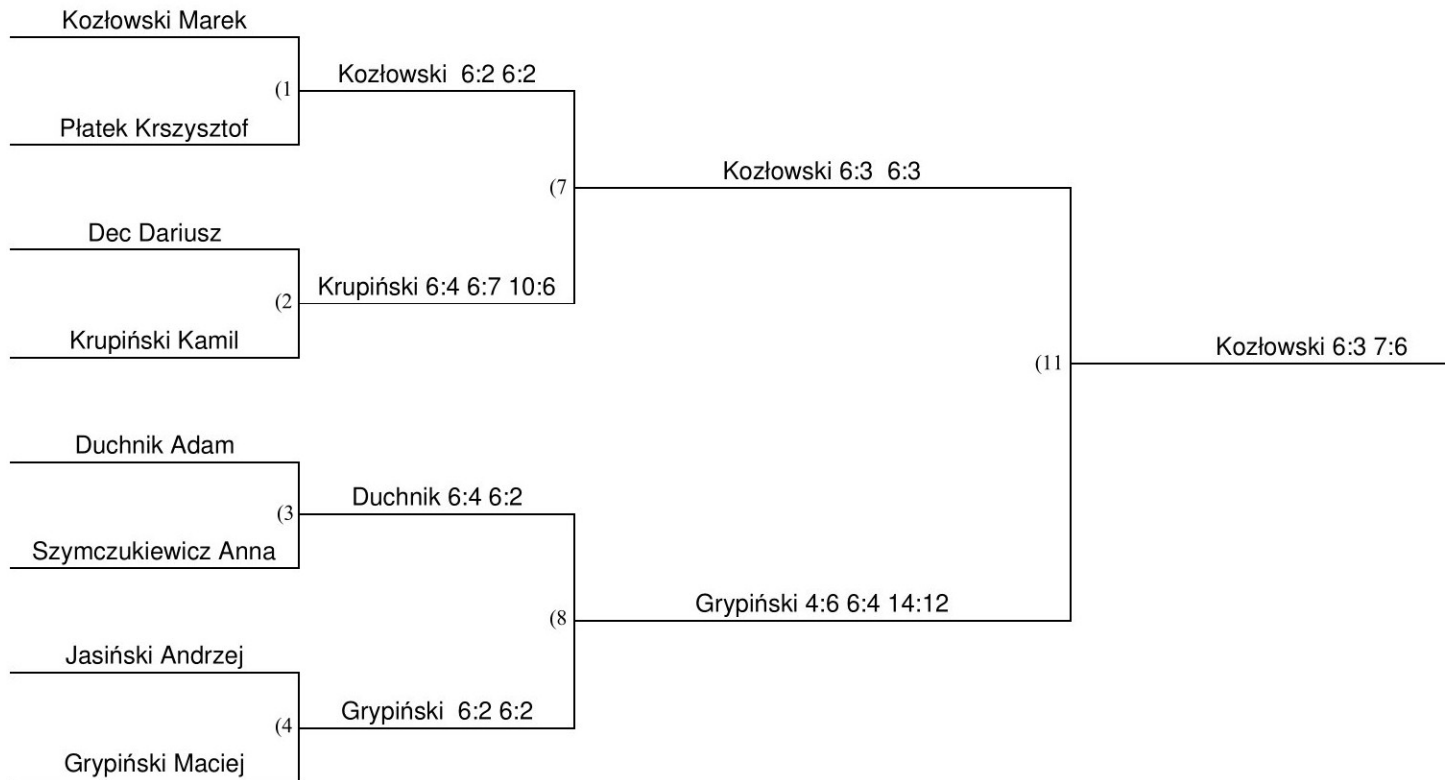 Kozłowski Marek
Kozłowski 6:2 6:2
(1
Płatek Krszysztof
Kozłowski 6:3 6:3
(7
Dec Dariusz
Krupiński 6:4 6:7 10:6
(2
Krupiński Kamil
Kozłowski 6:3 7:6
(11
Duchnik Adam
Duchnik 6:4 6:2
(3
Szymczukiewicz Anna
Grypiński 4:6 6:4 14:12
(8
Jasiński Andrzej
Grypiński 6:2 6:2
(4
Grypiński Maciej